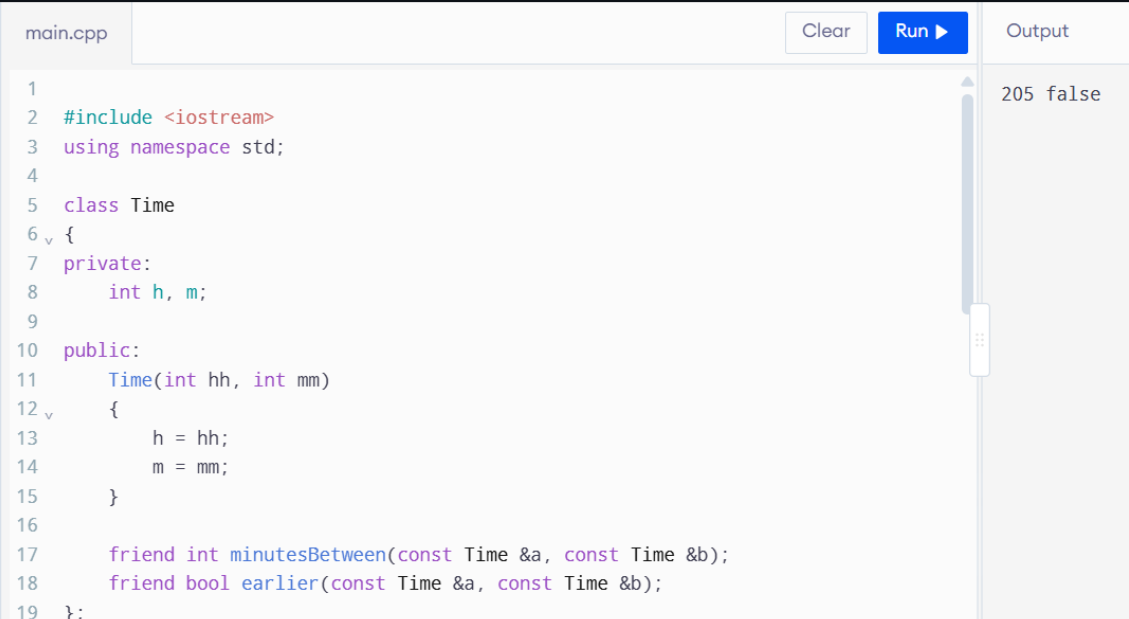 main.cpp
Clear
Run
Output
1
2 #include <iostream>
3 using namespace std;
4
5 class Time
6 {
7 private:
8     int h, m;
9
10 public:
11     Time(int hh, int mm)
12     {
13         h = hh;
14         m = mm;
15     }
16
17     friend int minutesBetween(const Time &a, const Time &b);
18     friend bool earlier(const Time &a, const Time &b);
19 };
205 false